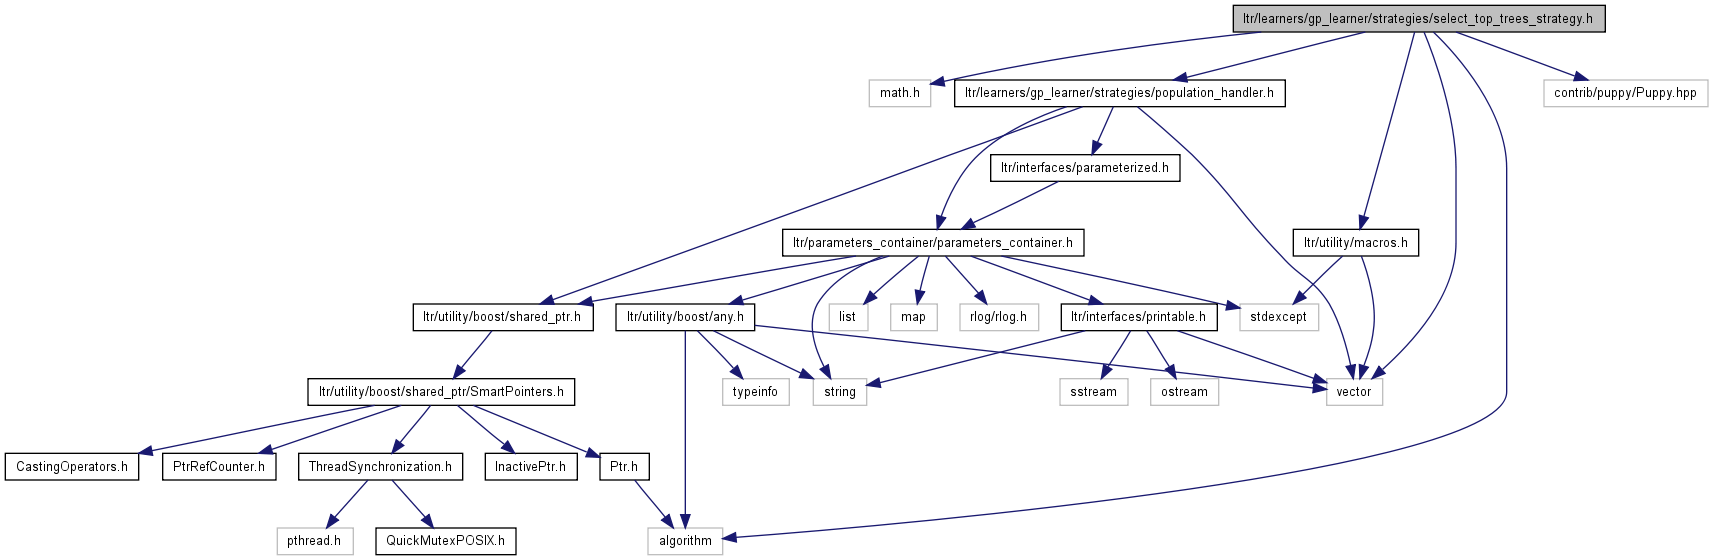 ltr/learners/gp_learner/strategies/select_top_trees_strategy.h
math.h
ltr/learners/gp_learner/strategies/population_handler.h
contrib/puppy/Puppy.hpp
ltr/interfaces/parameterized.h
ltr/parameters_container/parameters_container.h
ltr/utility/macros.h
ltr/utility/boost/shared_ptr.h
ltr/utility/boost/any.h
list
map
rlog/rlog.h
ltr/interfaces/printable.h
stdexcept
ltr/utility/boost/shared_ptr/SmartPointers.h
typeinfo
string
sstream
ostream
vector
CastingOperators.h
PtrRefCounter.h
ThreadSynchronization.h
InactivePtr.h
Ptr.h
pthread.h
QuickMutexPOSIX.h
algorithm